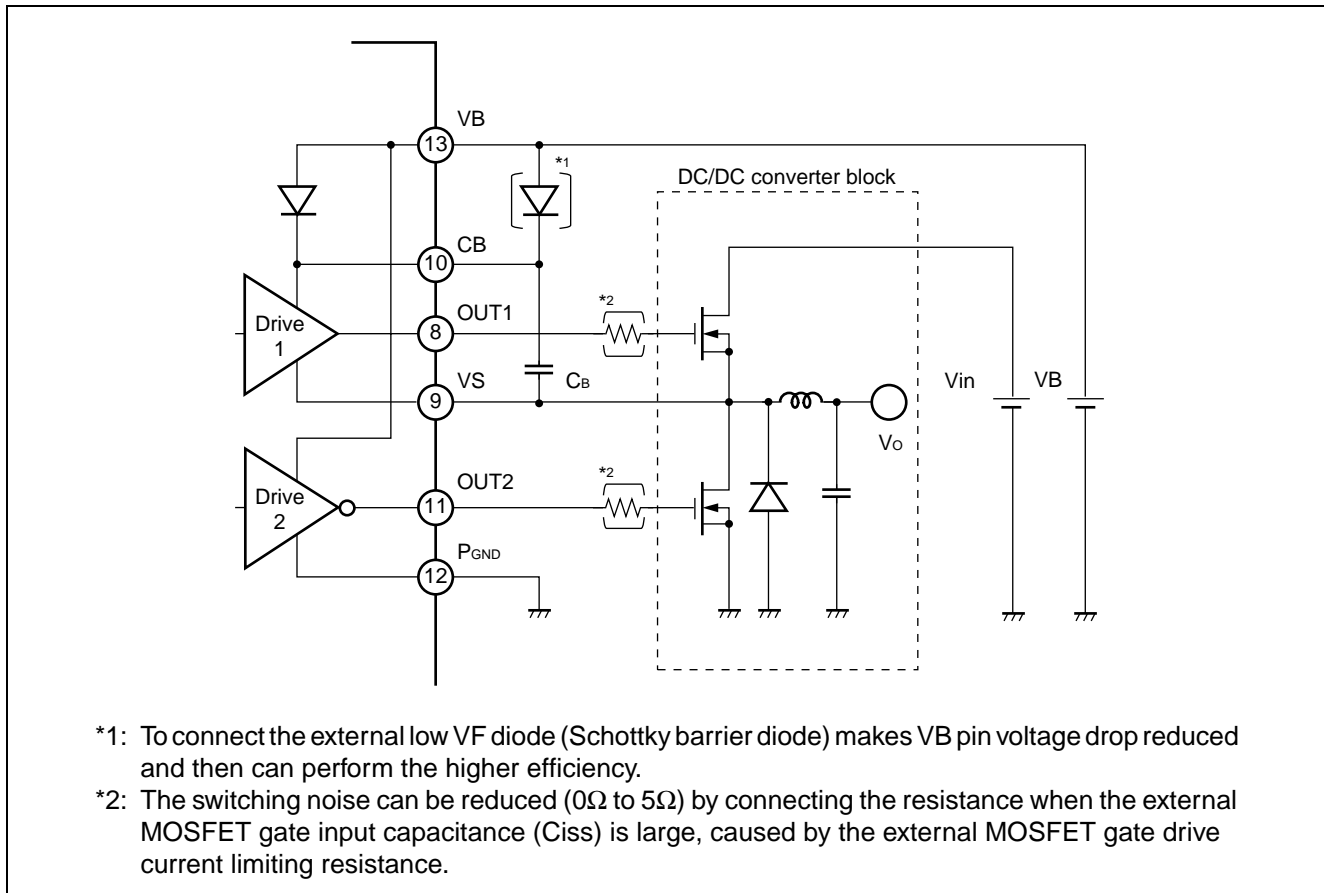 VB
13
*1
DC/DC converter block
CB
10
*2
OUT1
Drive
1
8
VS
CB
Vin
VB
9
VO
*2
OUT2
Drive
2
11
PGND
12
*1: To connect the external low VF diode (Schottky barrier diode) makes VB pin voltage drop reduced
and then can perform the higher efficiency.
*2: The switching noise can be reduced (0Ω to 5Ω) by connecting the resistance when the external
MOSFET gate input capacitance (Ciss) is large, caused by the external MOSFET gate drive
current limiting resistance.